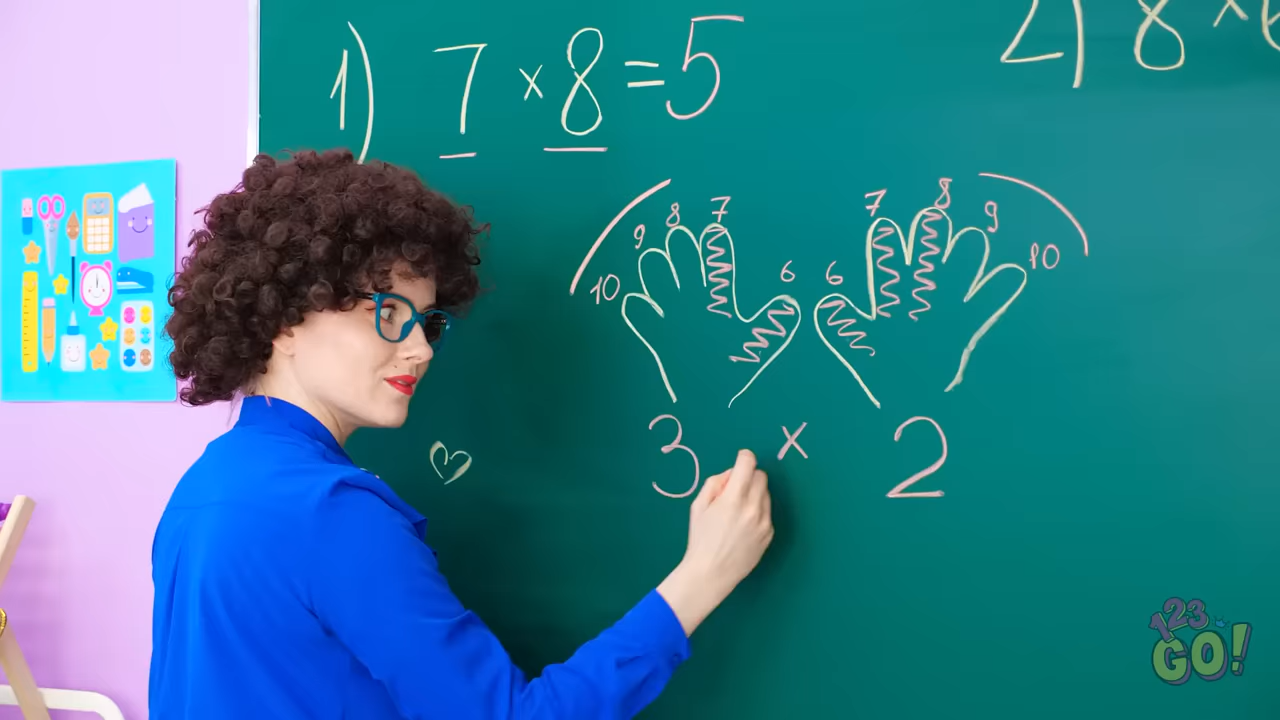 1) 7 x 8 = 5
2) 8 x
7 7 8
8 9
9 6 6 10
10
3 x 2
123 GO!